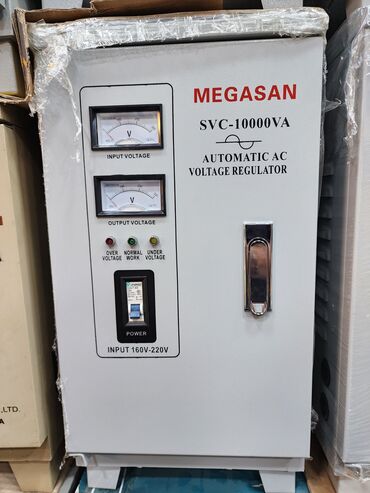 MEGASAN
SVC-10000VA
AUTOMATIC AC
VOLTAGE REGULATOR
V
INPUT VOLTAGE
V
OUTPUT VOLTAGE
OVER VOLTAGE
NORMAL WORK
UNDER VOLTAGE
POWER
INPUT 160V-220V
.,LTD.
A